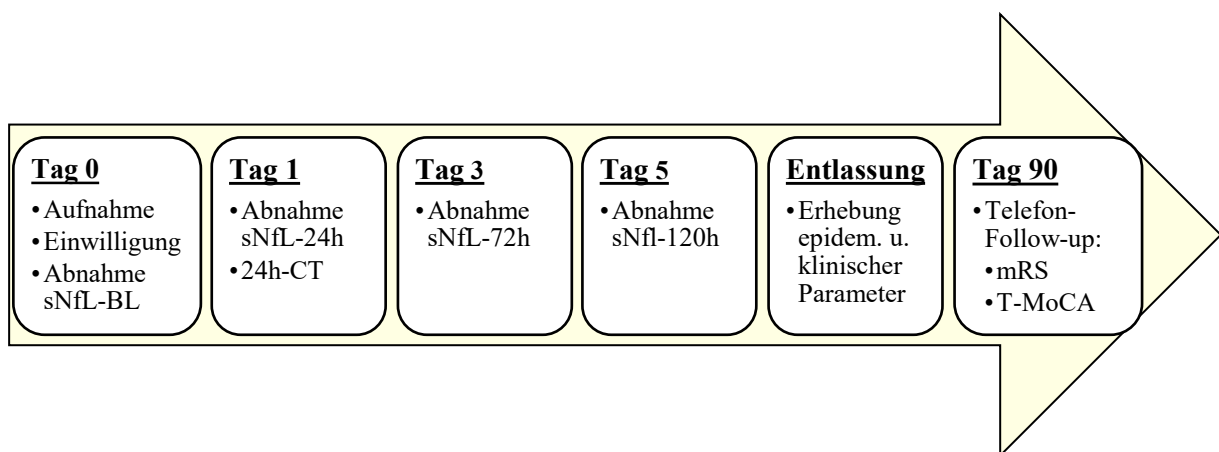 Tag 0
•Aufnahme
•Einwilligung
•Abnahme
sNfL-BL
Tag 1
•Abnahme
sNfL-24h
•24h-CT
Tag 3
•Abnahme
sNfL-72h
Tag 5
•Abnahme
sNfl-120h
Entlassung
•Erhebung
epidem. u.
klinischer
Parameter
Tag 90
•Telefon-
Follow-up:
•mRS
•T-MoCA